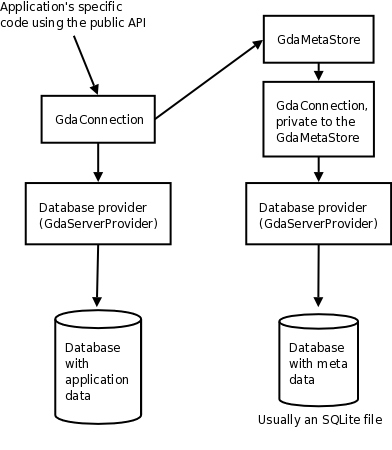 Application's specific
code using the public API
GdaMetaStore
GdaConnection,
private to the
GdaMetaStore
GdaConnection
Database provider
(GdaServerProvider)
Database provider
(GdaServerProvider)
Database
with
application
data
Database
with meta
data
Usually an SQLite file